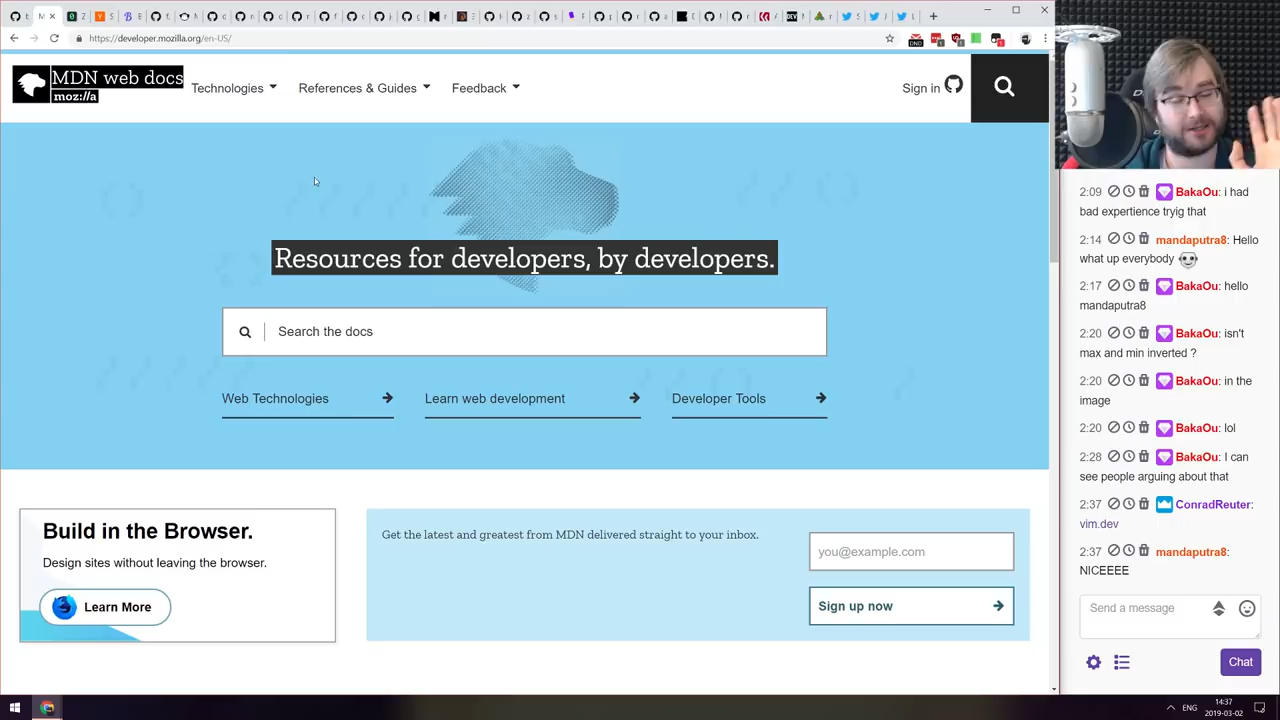 https://developer.mozilla.org/en-US/
MDN web docs
moz://a
Technologies
References & Guides
Feedback
Sign in
Resources for developers, by developers.
Search the docs
Web Technologies
Learn web development
Developer Tools
Build in the Browser.
Design sites without leaving the browser.
Learn More
Get the latest and greatest from MDN delivered straight to your inbox.
you@example.com
Sign up now
2:09 BakaOu: i had
bad expertience tryig that
2:14 mandaputra8: Hello
what up everybody
2:17 BakaOu: hello
mandaputra8
2:20 BakaOu: isn't
max and min inverted ?
2:20 BakaOu: in the
image
2:20 BakaOu: lol
2:28 BakaOu: I can
see people arguing about that
2:37 ConradReuter:
vim.dev
2:37 mandaputra8:
NICEEEE
Send a message
Chat
ENG
14:37
2019-03-02